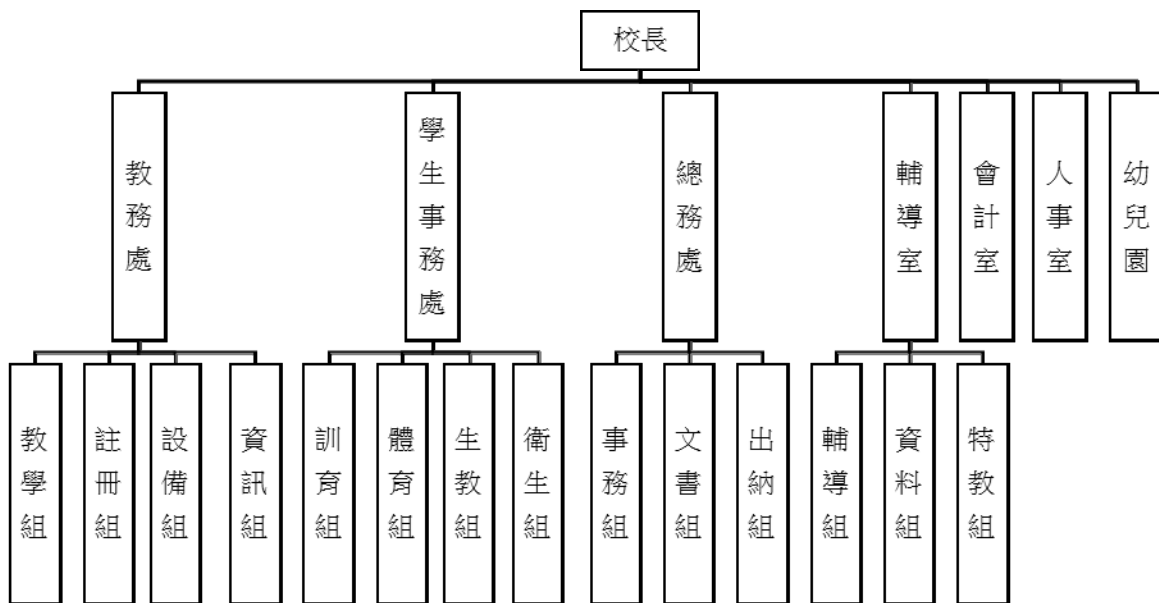 校長
教務處
學生事務處
總務處
輔導室
會計室
人事室
幼兒園
教學組
註冊組
設備組
資訊組
訓育組
體育組
生教組
衛生組
事務組
文書組
出納組
輔導組
資料組
特教組